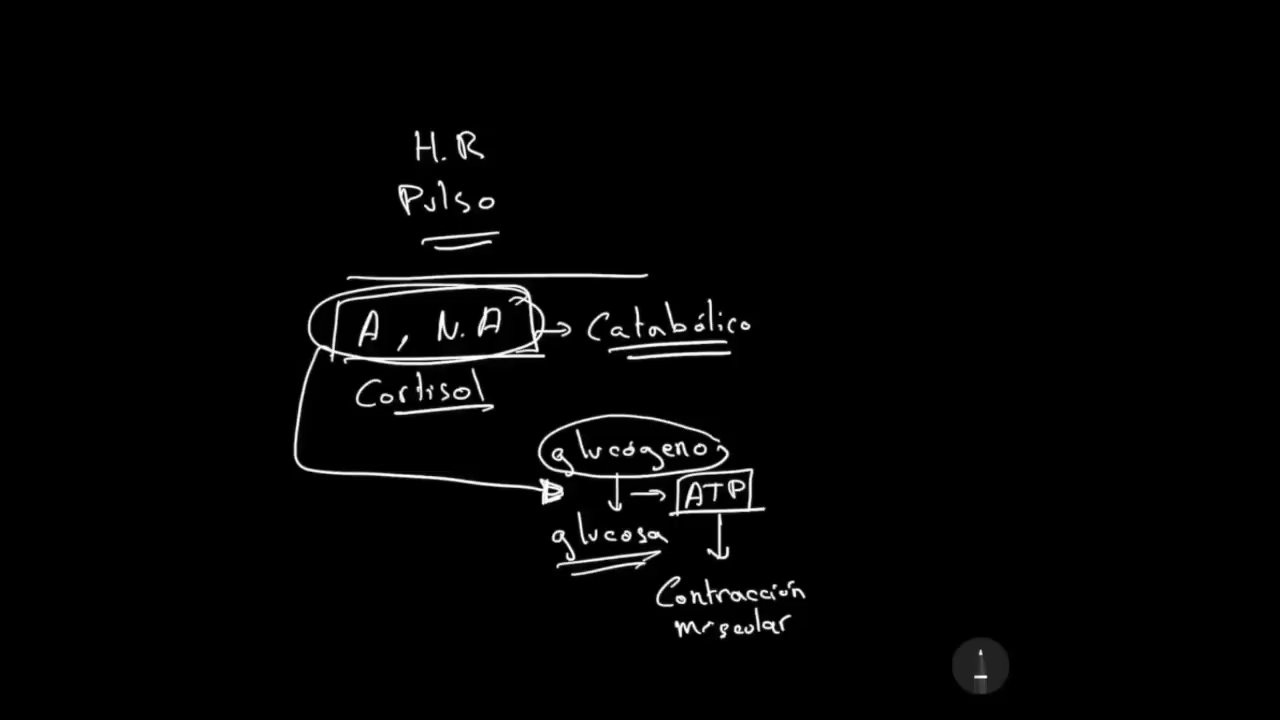 H.R
Pulso
A, N.A → Catabólico
Cortisol
glucógeno
→ ATP
glucosa
Contracción
muscular